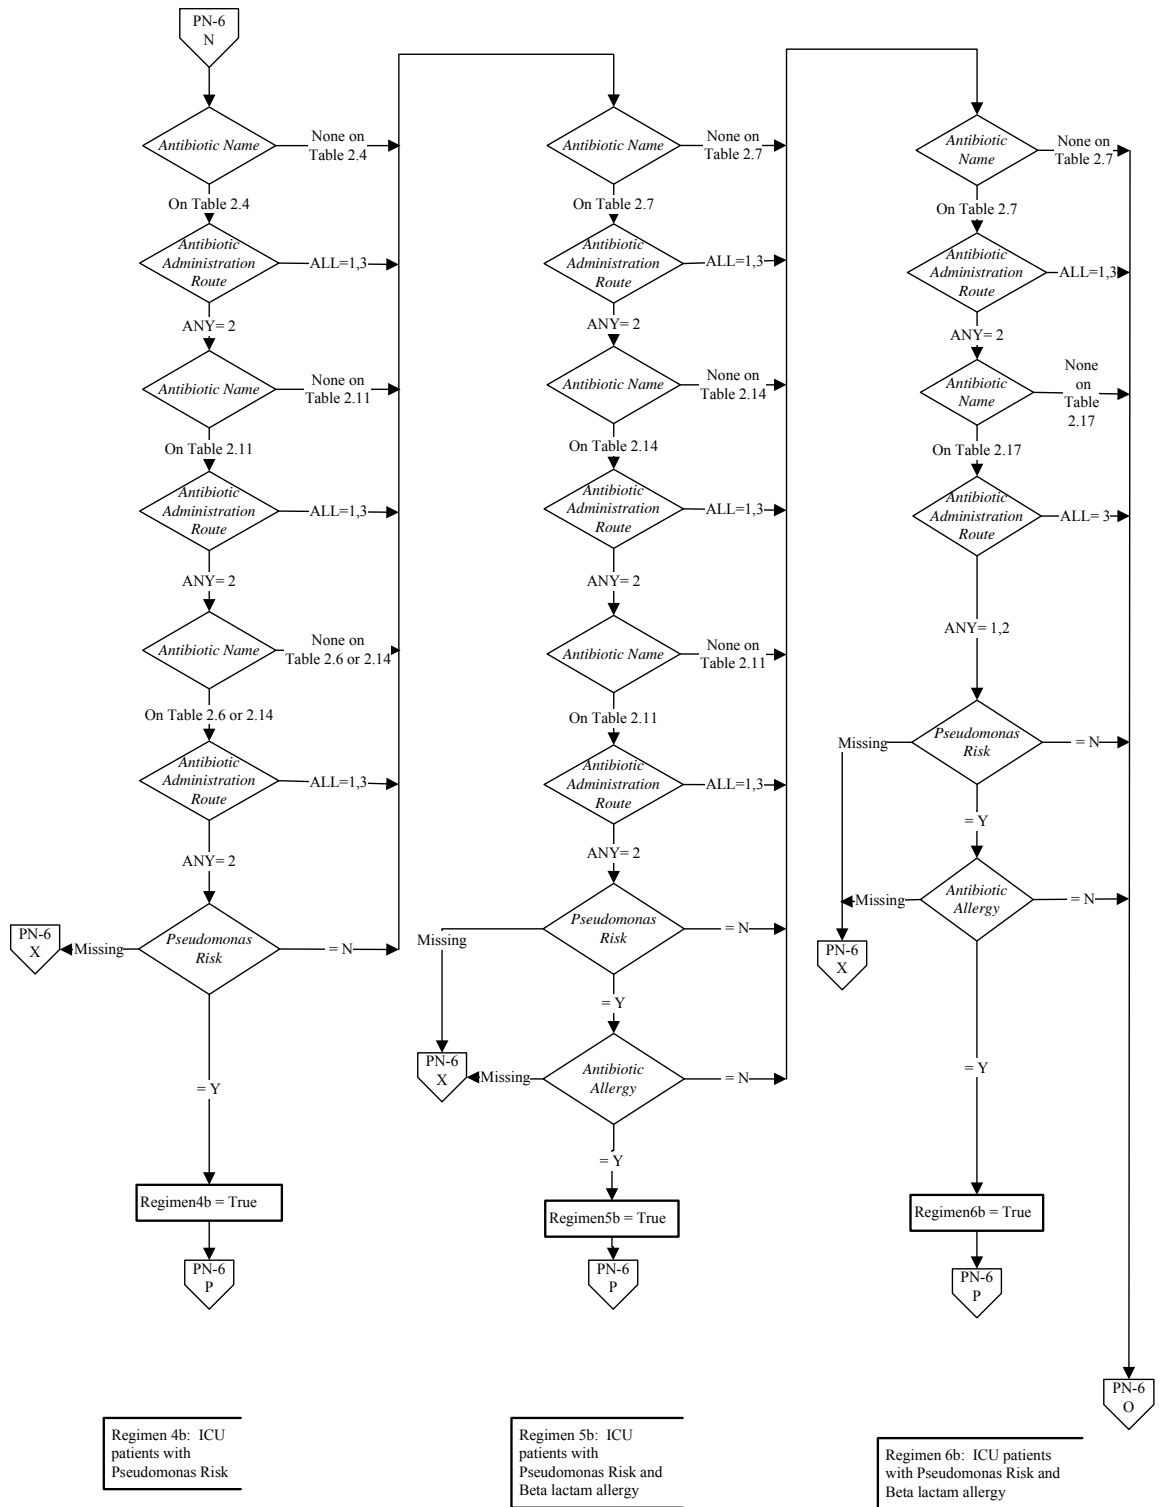 PN-6
N
Antibiotic Name
None on
Table 2.4
On Table 2.4
Antibiotic
Administration
Route
ALL=1,3
ANY= 2
Antibiotic Name
None on
Table 2.11
On Table 2.11
Antibiotic
Administration
Route
ALL=1,3
ANY= 2
Antibiotic Name
None on
Table 2.6 or 2.14
On Table 2.6 or 2.14
Antibiotic
Administration
Route
ALL=1,3
ANY= 2
Pseudomonas
Risk
Missing
PN-6
X
= N
= Y
Regimen4b = True
PN-6
P
Regimen 4b:  ICU
patients with
Pseudomonas Risk
Antibiotic Name
None on
Table 2.7
On Table 2.7
Antibiotic
Administration
Route
ALL=1,3
ANY= 2
Antibiotic Name
None on
Table 2.14
On Table 2.14
Antibiotic
Administration
Route
ALL=1,3
ANY= 2
Antibiotic Name
None on
Table 2.11
On Table 2.11
Antibiotic
Administration
Route
ALL=1,3
ANY= 2
Pseudomonas
Risk
Missing
= N
= Y
Antibiotic
Allergy
Missing
PN-6
X
= N
= Y
Regimen5b = True
PN-6
P
Regimen 5b:  ICU
patients with
Pseudomonas Risk and
Beta lactam allergy
Antibiotic
Name
None on
Table 2.7
On Table 2.7
Antibiotic
Administration
Route
ALL=1,3
ANY= 2
Antibiotic
Name
None
on
Table
2.17
On Table 2.17
Antibiotic
Administration
Route
ALL= 3
ANY= 1,2
Pseudomonas
Risk
Missing
= N
= Y
Antibiotic
Allergy
Missing
PN-6
X
= N
= Y
Regimen6b = True
PN-6
P
PN-6
O
Regimen 6b:  ICU patients
with Pseudomonas Risk and
Beta lactam allergy